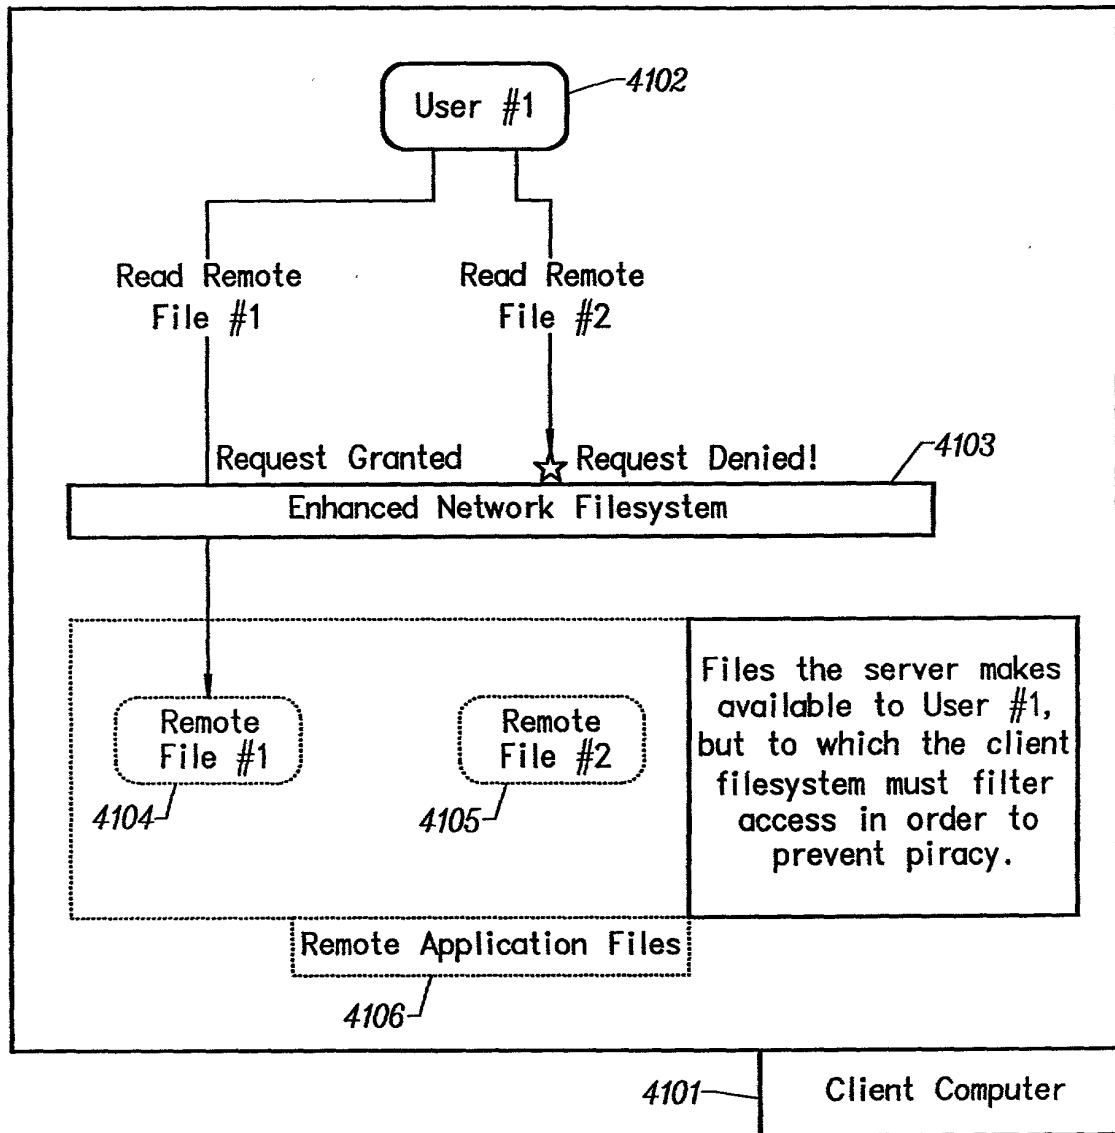 User #1
4102
Read Remote
File #1
Read Remote
File #2
Request Granted
Request Denied!
4103
Enhanced Network Filesystem
Remote
File #1
4104
Remote
File #2
4105
Files the server makes
available to User #1,
but to which the client
filesystem must filter
access in order to
prevent piracy.
Remote Application Files
4106
4101
Client Computer